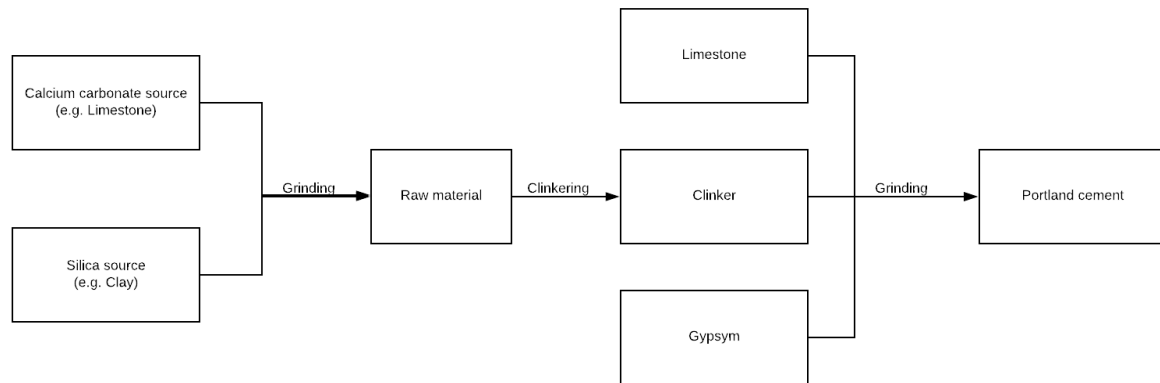 Calcium carbonate source
(e.g. Limestone)
Silica source
(e.g. Clay)
Grinding
Raw material
Clinkering
Limestone
Clinker
Gypsym
Grinding
Portland cement